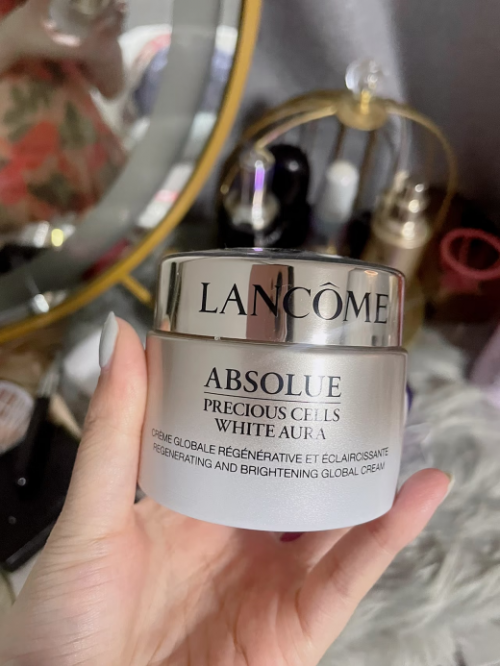 LANCÔME
ABSOLUE
PRECIOUS CELLS
WHITE AURA
CRÈME GLOBALE RÉGÉNÉRATIVE ET ÉCLAIRCISSANTE
REGENERATING AND BRIGHTENING GLOBAL CREAM